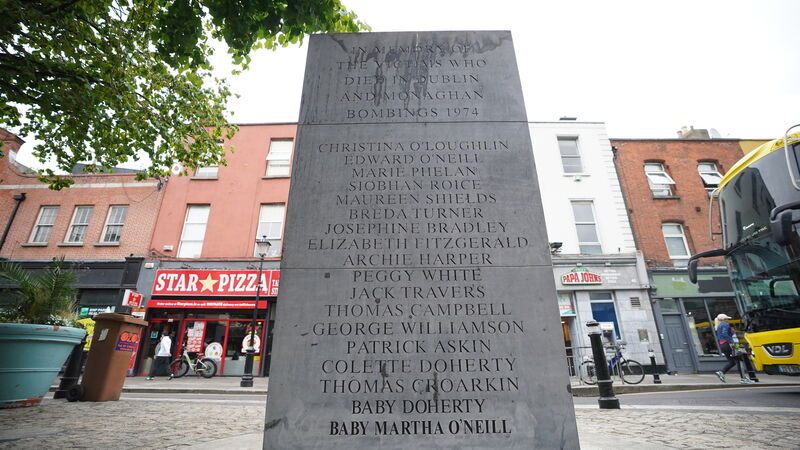 IN MEMORY OF
THE VICTIMS WHO
DIED IN DUBLIN
AND MONAGHAN
BOMBINGS 1974
CHRISTINA O'LOUGHLIN
EDWARD O'NEILL
MARIE PHELAN
SIOBHAN ROICE
MAUREEN SHIELDS
BREDA TURNER
JOSEPHINE BRADLEY
ELIZABETH FITZGERALD
ARCHIE HARPER
PEGGY WHITE
JACK TRAVERS
THOMAS CAMPBELL
GEORGE WILLIAMSON
PATRICK ASKIN
COLETTE DOHERTY
THOMAS CROARKIN
BABY DOHERTY
BABY MARTHA O'NEILL
STAR PIZZA
PAPA JOHNS
VDL